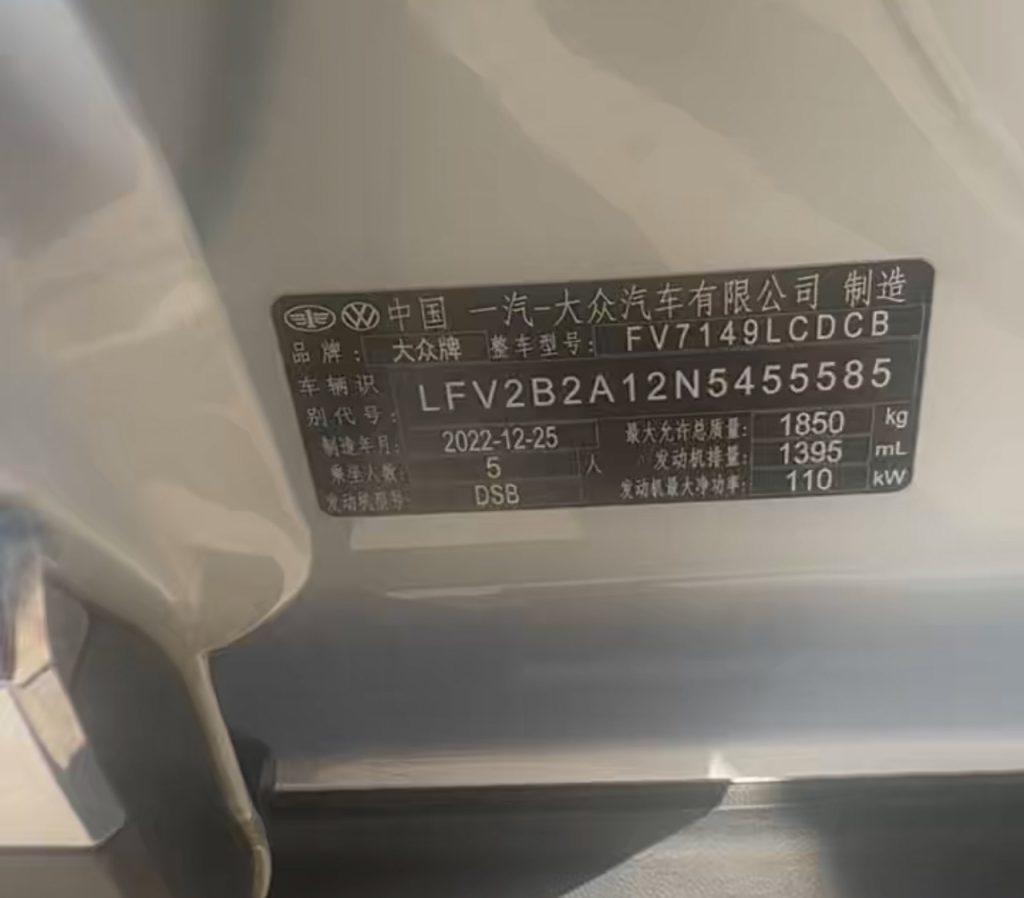 中国 一汽-大众汽车有限公司 制造
品牌: 大众牌 整车型号: FV7149LCDCB
车辆识别代号: LFV2B2A12N5455585
制造年月: 2022-12-25 最大允许总质量: 1850 kg
乘坐人数: 5 人 发动机排量: 1395 mL
发动机型号: DSB 发动机最大净功率: 110 kW